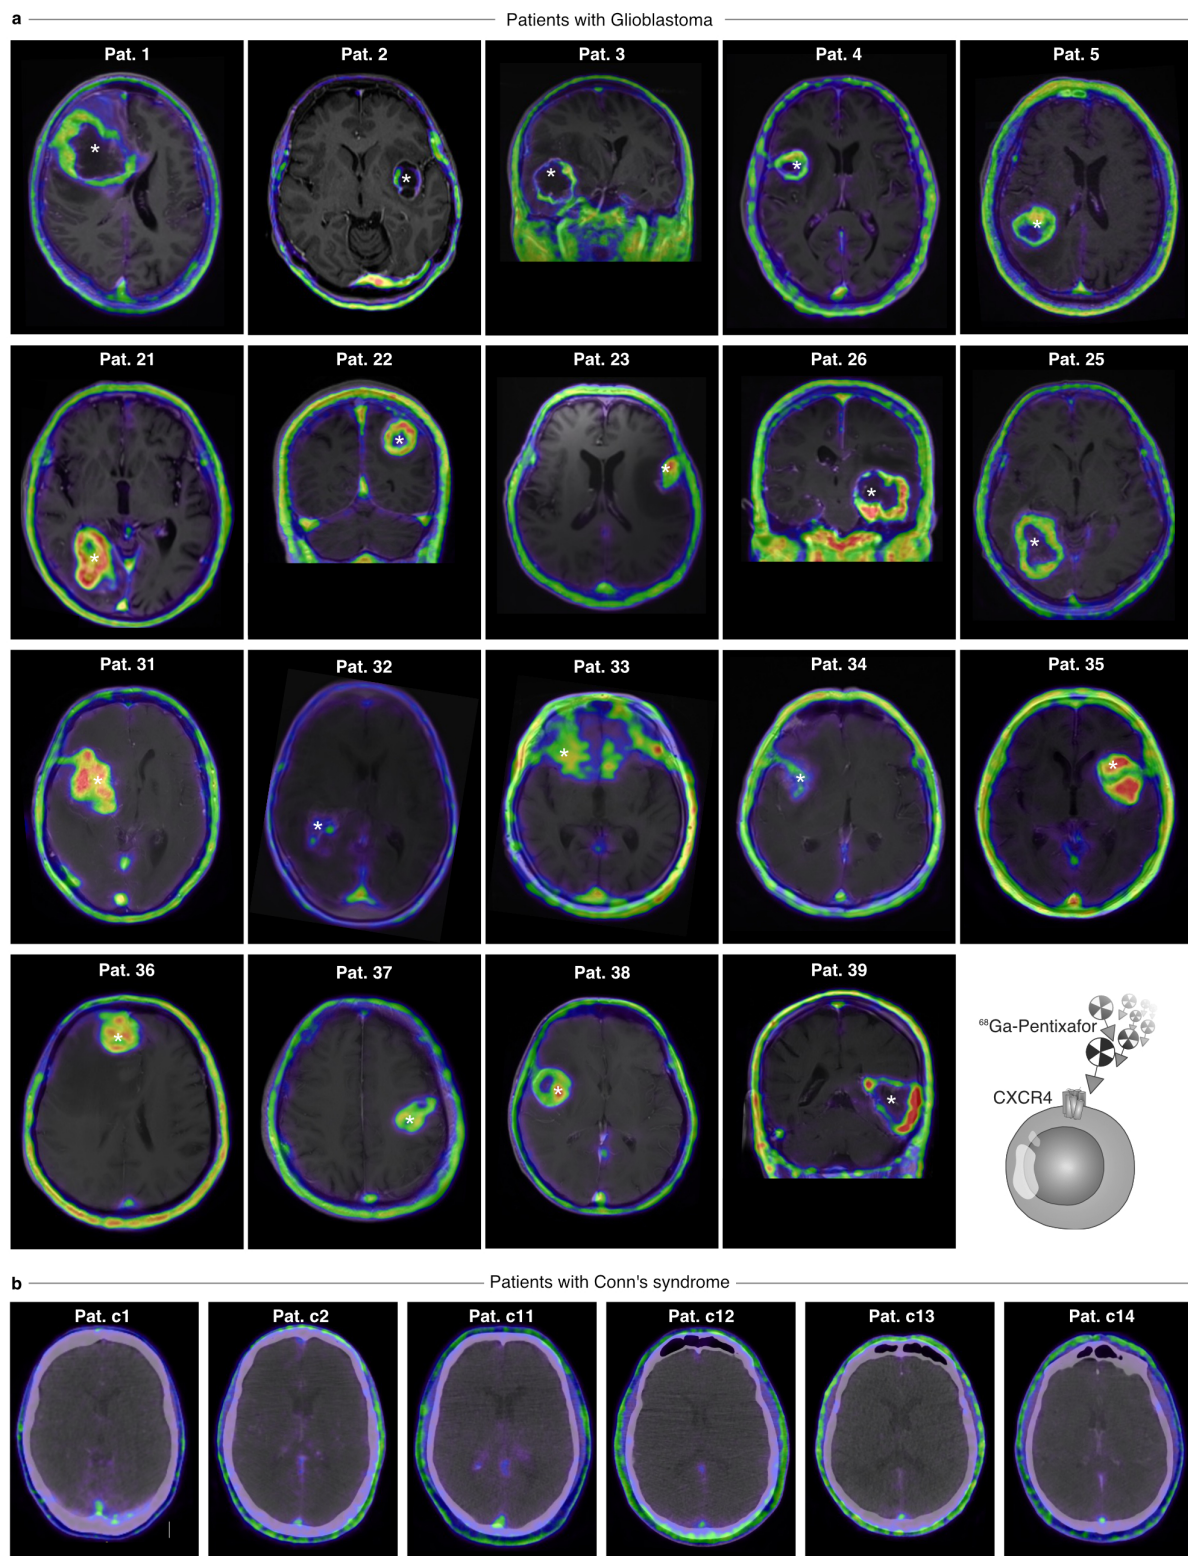 a Patients with Glioblastoma
Pat. 1 Pat. 2 Pat. 3 Pat. 4 Pat. 5
* * * * *
Pat. 21 Pat. 22 Pat. 23 Pat. 26 Pat. 25
* * * * *
Pat. 31 Pat. 32 Pat. 33 Pat. 34 Pat. 35
* * * * *
Pat. 36 Pat. 37 Pat. 38 Pat. 39
* * * *
⁶⁸Ga-Pentixafor
CXCR4
b Patients with Conn's syndrome
Pat. c1 Pat. c2 Pat. c11 Pat. c12 Pat. c13 Pat. c14